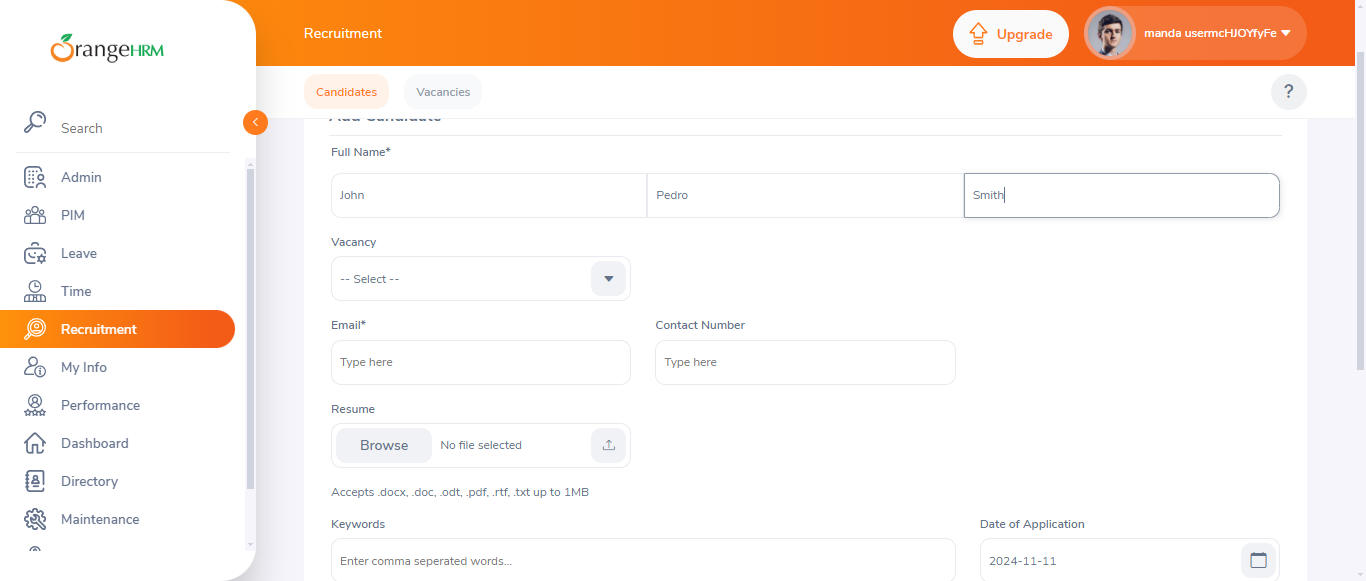 OrangeHRM
Recruitment
Upgrade
manda usermcHJOYfyFe
Candidates
Vacancies
?
Search
Admin
PIM
Leave
Time
Recruitment
My Info
Performance
Dashboard
Directory
Maintenance
Add Candidate
Full Name*
John
Pedro
Smith
Vacancy
-- Select --
Email*
Contact Number
Type here
Type here
Resume
Browse
No file selected
Accepts .docx, .doc, .odt, .pdf, .rtf, .txt up to 1MB
Keywords
Date of Application
Enter comma seperated words...
2024-11-11